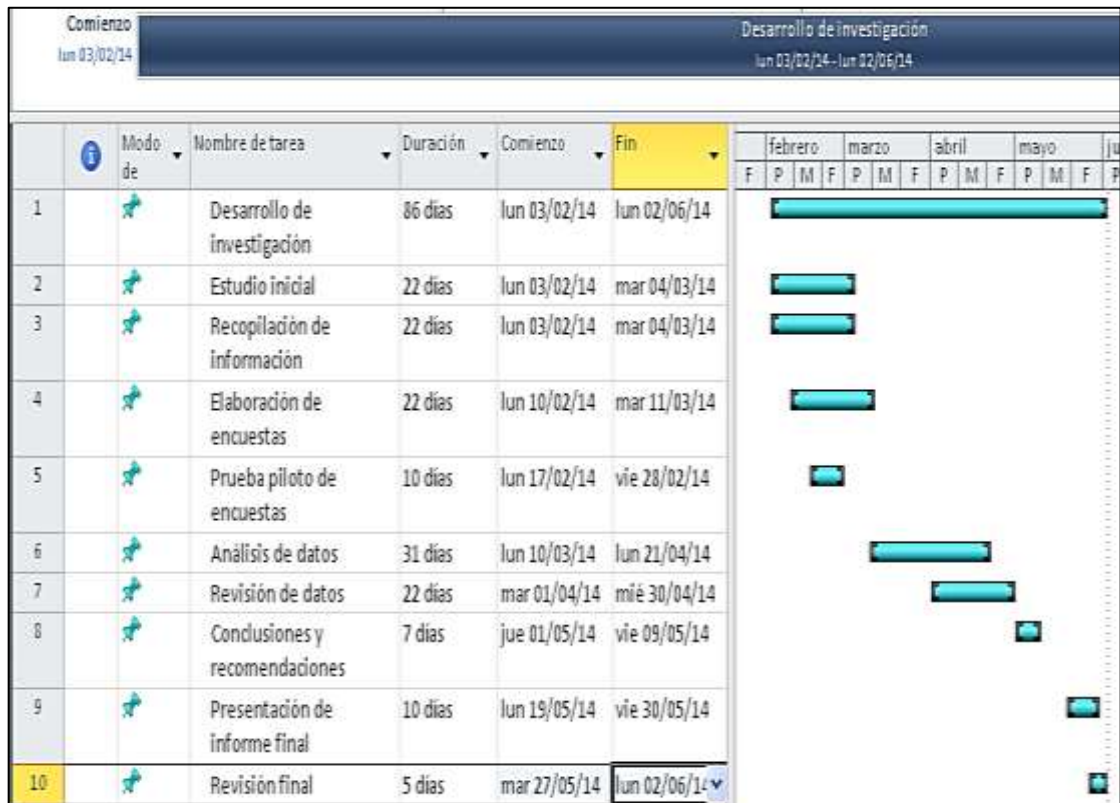 Comienzo
lun 03/02/14
Desarrollo de investigación
lun 03/02/14 - lun 02/06/14
Modo de
Nombre de tarea
Duración
Comienzo
Fin
febrero marzo abril mayo ju
F P M F P M F P M F P M F P
1 Desarrollo de investigación 86 días lun 03/02/14 lun 02/06/14
2 Estudio inicial 22 días lun 03/02/14 mar 04/03/14
3 Recopilación de información 22 días lun 03/02/14 mar 04/03/14
4 Elaboración de encuestas 22 días lun 10/02/14 mar 11/03/14
5 Prueba piloto de encuestas 10 días lun 17/02/14 vie 28/02/14
6 Análisis de datos 31 días lun 10/03/14 lun 21/04/14
7 Revisión de datos 22 días mar 01/04/14 mié 30/04/14
8 Conclusiones y recomendaciones 7 días jue 01/05/14 vie 09/05/14
9 Presentación de informe final 10 días lun 19/05/14 vie 30/05/14
10 Revisión final 5 días mar 27/05/14 lun 02/06/14